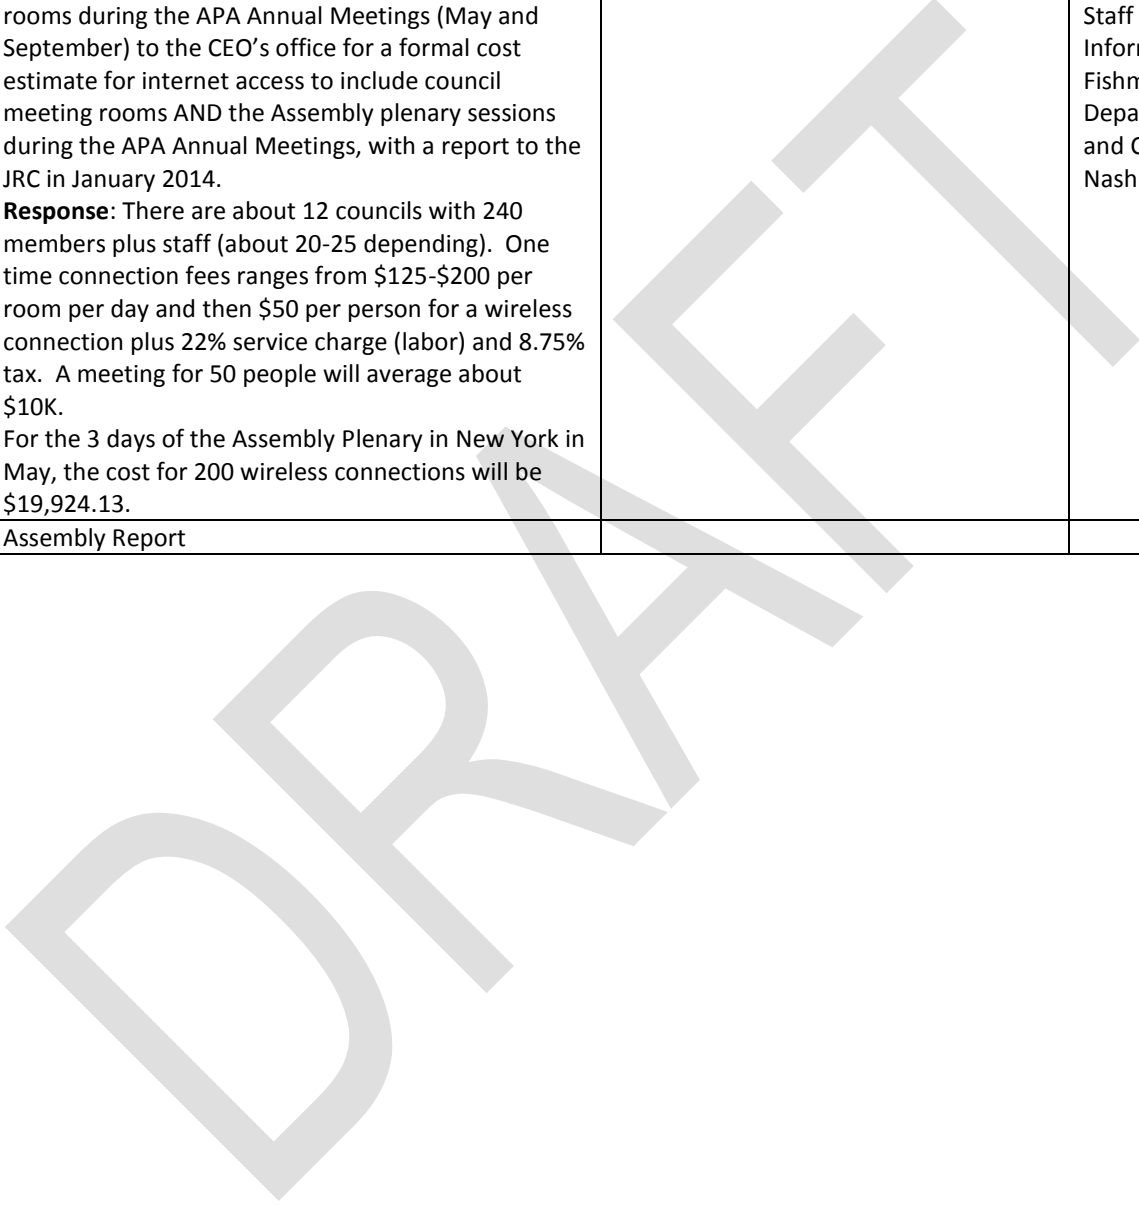 rooms during the APA Annual Meetings (May and
September) to the CEO’s office for a formal cost
estimate for internet access to include council
meeting rooms AND the Assembly plenary sessions
during the APA Annual Meetings, with a report to the
JRC in January 2014.
Response: There are about 12 councils with 240
members plus staff (about 20-25 depending).  One
time connection fees ranges from $125-$200 per
room per day and then $50 per person for a wireless
connection plus 22% service charge (labor) and 8.75%
tax.  A meeting for 50 people will average about
$10K.
For the 3 days of the Assembly Plenary in New York in
May, the cost for 200 wireless connections will be
$19,924.13.
Staff
and
Nash
Assembly Report
DRAFT